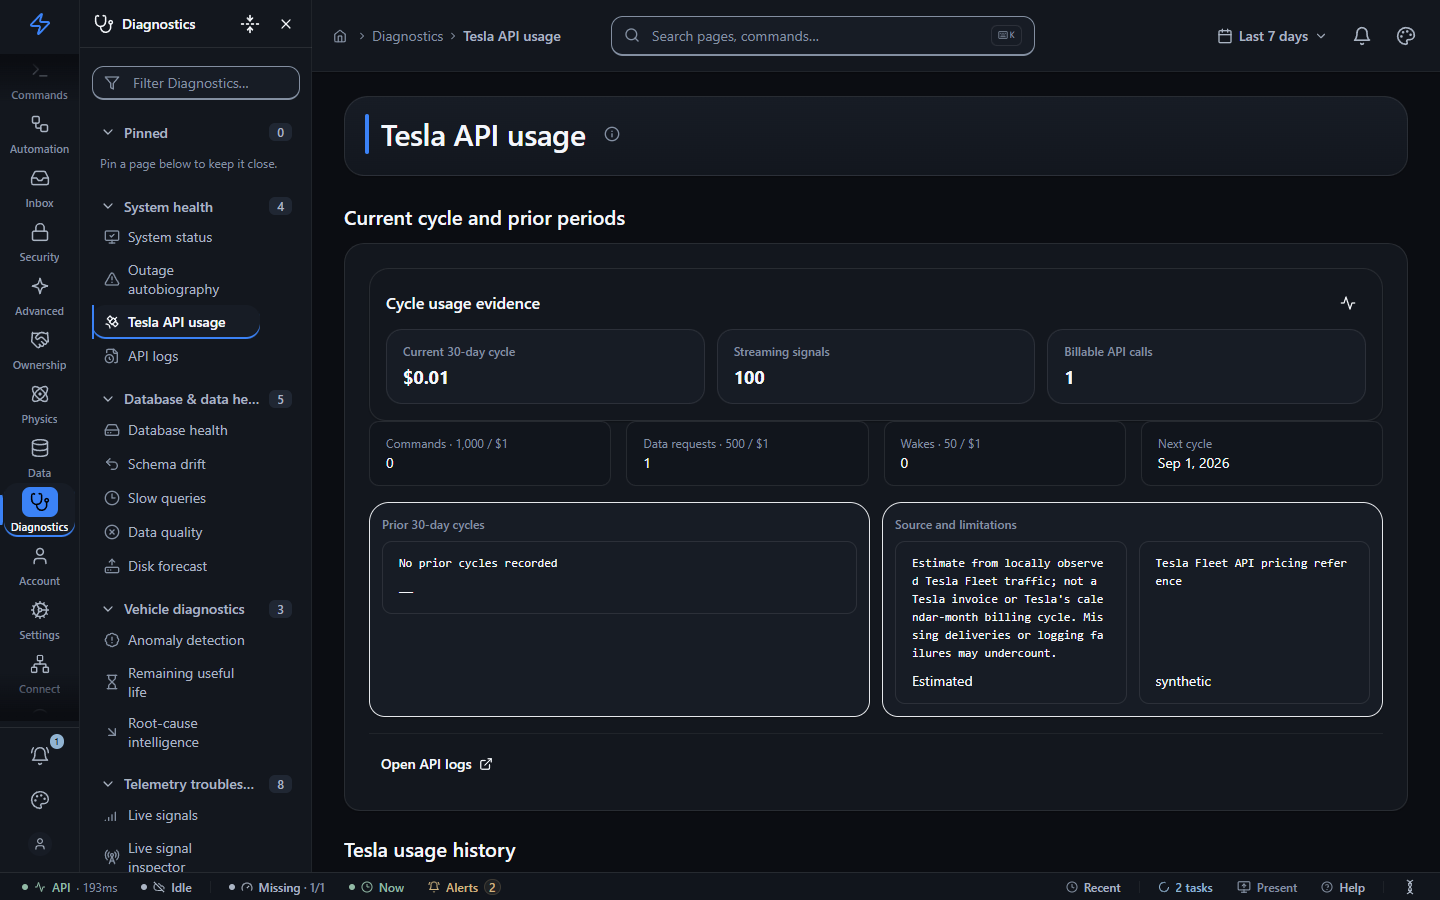 Diagnostics
Diagnostics
Tesla API usage
Search pages, commands...
K
Last 7 days
Commands
Automation
Inbox
Security
Advanced
Ownership
Physics
Data
Diagnostics
Account
Settings
Connect
1
Filter Diagnostics...
Pinned
0
Pin a page below to keep it close.
System health
4
System status
Outage
autobiography
Tesla API usage
API logs
Database & data he...
5
Database health
Schema drift
Slow queries
Data quality
Disk forecast
Vehicle diagnostics
3
Anomaly detection
Remaining useful
life
Root-cause
intelligence
Telemetry troubles...
8
Live signals
Live signal
inspector
Tesla API usage
Current cycle and prior periods
Cycle usage evidence
Current 30-day cycle
$0.01
Streaming signals
100
Billable API calls
1
Commands · 1,000 / $1
0
Data requests · 500 / $1
1
Wakes · 50 / $1
0
Next cycle
Sep 1, 2026
Prior 30-day cycles
No prior cycles recorded
—
Source and limitations
Estimate from locally observe
d Tesla Fleet traffic; not a
Tesla invoice or Tesla's cale
ndar-month billing cycle. Mis
sing deliveries or logging fa
ilures may undercount.
Estimated
Tesla Fleet API pricing refer
ence
synthetic
Open API logs
Tesla usage history
API · 193ms
Idle
Missing · 1/1
Now
Alerts 2
Recent
2 tasks
Present
Help